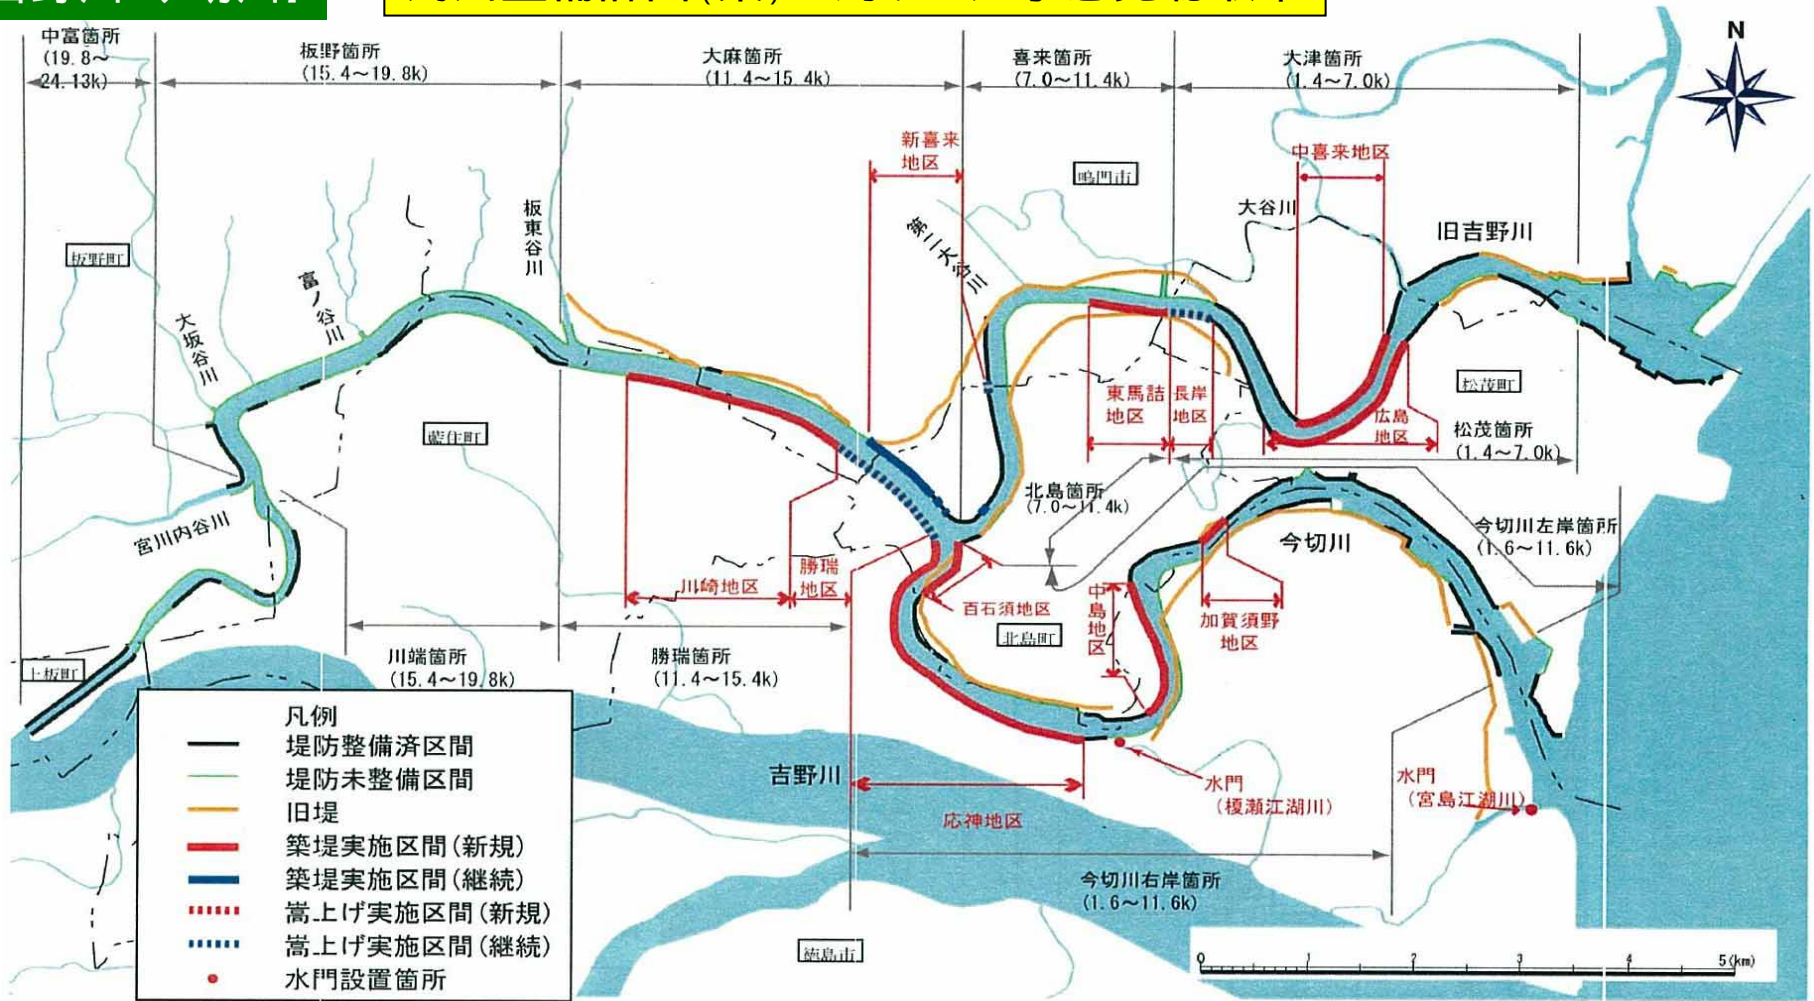 中富箇所
(19.8～
24.13k)
板野箇所
(15.4～19.8k)
大麻箇所
(11.4～15.4k)
喜来箇所
(7.0～11.4k)
大津箇所
(1.4～7.0k)
N
新喜来
地区
鳴門市
中喜来地区
板野町
大坂谷川
富ノ谷川
板東谷川
第二大谷川
大谷川
旧吉野川
藍住町
東馬詰
地区
長岸
地区
松茂町
広島
地区
松茂箇所
(1.4～7.0k)
宮川内谷川
北島箇所
(7.0～11.4k)
今切川
今切川左岸箇所
(1.6～11.6k)
川崎地区
勝瑞
地区
百石須地区
北島町
中島地区
加賀須野
地区
上板町
川端箇所
(15.4～19.8k)
勝瑞箇所
(11.4～15.4k)
吉野川
応神地区
水門
(榎瀬江湖川)
水門
(宮島江湖川)
今切川右岸箇所
(1.6～11.6k)
徳島市
凡例
堤防整備済区間
堤防未整備区間
旧堤
築堤実施区間(新規)
築堤実施区間(継続)
嵩上げ実施区間(新規)
嵩上げ実施区間(継続)
水門設置箇所
0 1 2 3 4 5(km)